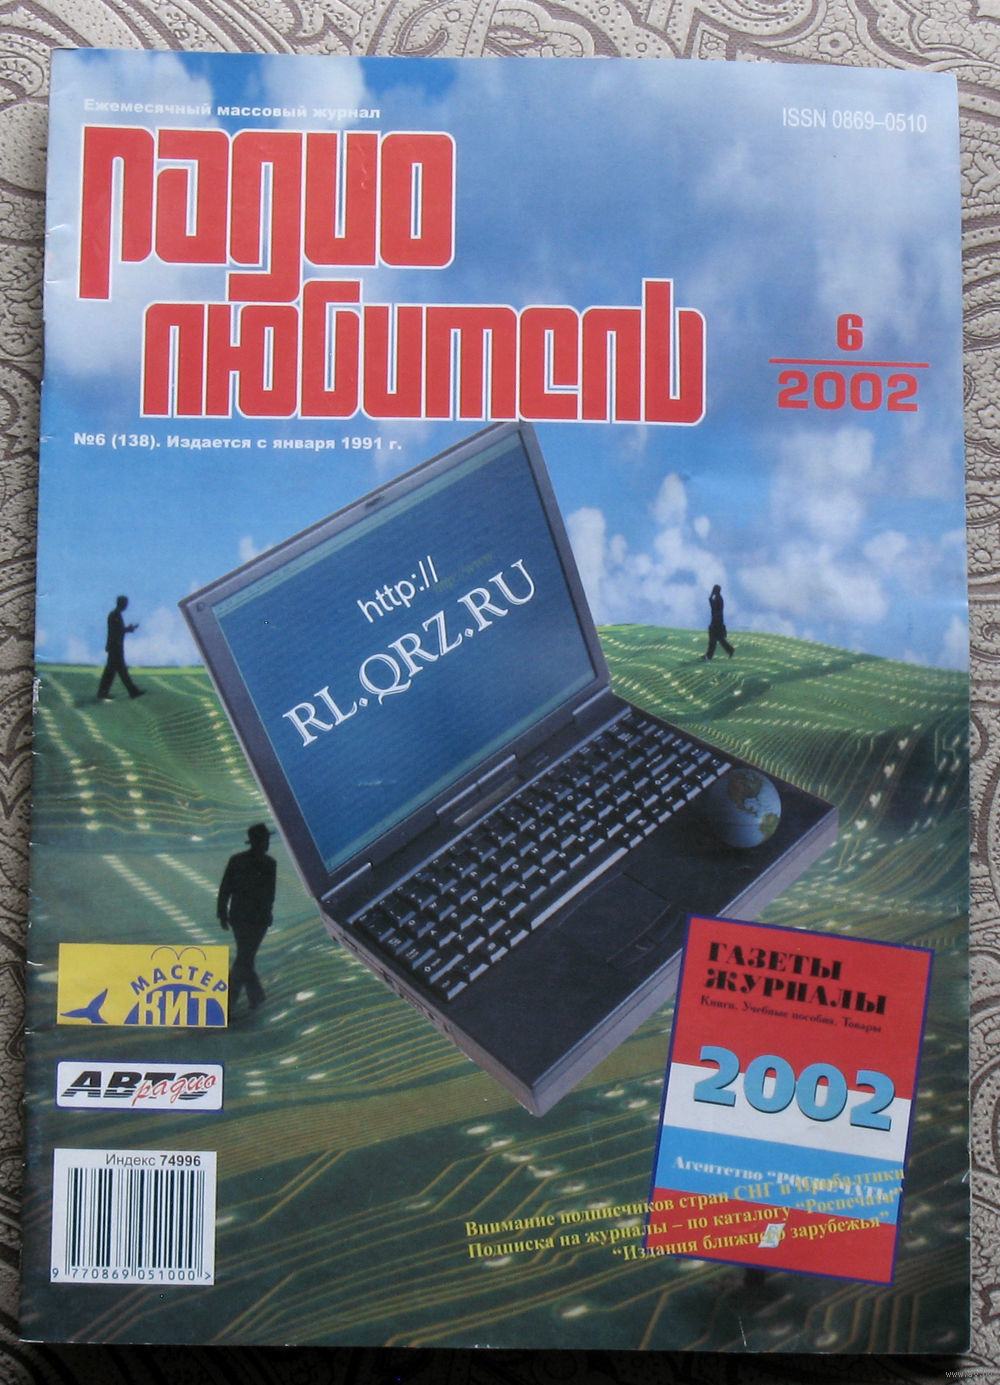 Ежемесячный массовый журнал
ISSN 0869–0510
радио
любитель
6
2002
№6 (138). Издается с января 1991 г.
http://
RL.QRZ.RU
МАСТЕР
КИТ
АВТО
радио
Индекс 74996
9 770869 051000 >
ГАЗЕТЫ
ЖУРНАЛЫ
Книги. Учебные пособия. Товары
2002
Агентство "РОСПЕЧАТЬ"
Внимание подписчиков стран СНГ и Прибалтики
Подписка на журналы – по каталогу "Роспечати"
"Издания ближнего зарубежья"